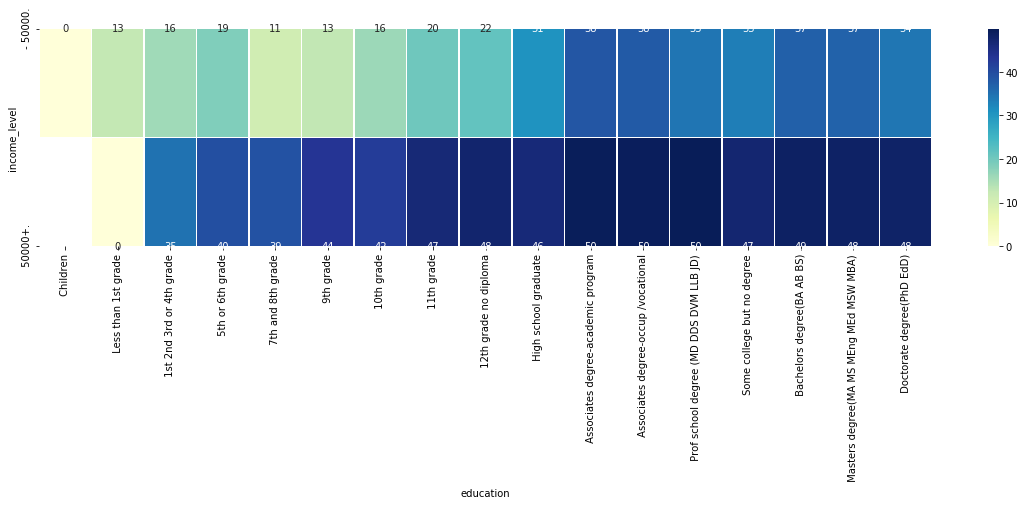 - 50000.
50000+.
income_level
0 13 16 19 11 13 16 20 22 31
0 35 40 39 44 42 47 48 46 50 50 50 47 49 48 48
40
30
20
10
0
Children
Less than 1st grade
1st 2nd 3rd or 4th grade
5th or 6th grade
7th and 8th grade
9th grade
10th grade
11th grade
12th grade no diploma
High school graduate
Associates degree-academic program
Associates degree-occup /vocational
Prof school degree (MD DDS DVM LLB JD)
Some college but no degree
Bachelors degree(BA AB BS)
Masters degree(MA MS MEng MEd MSW MBA)
Doctorate degree(PhD EdD)
education